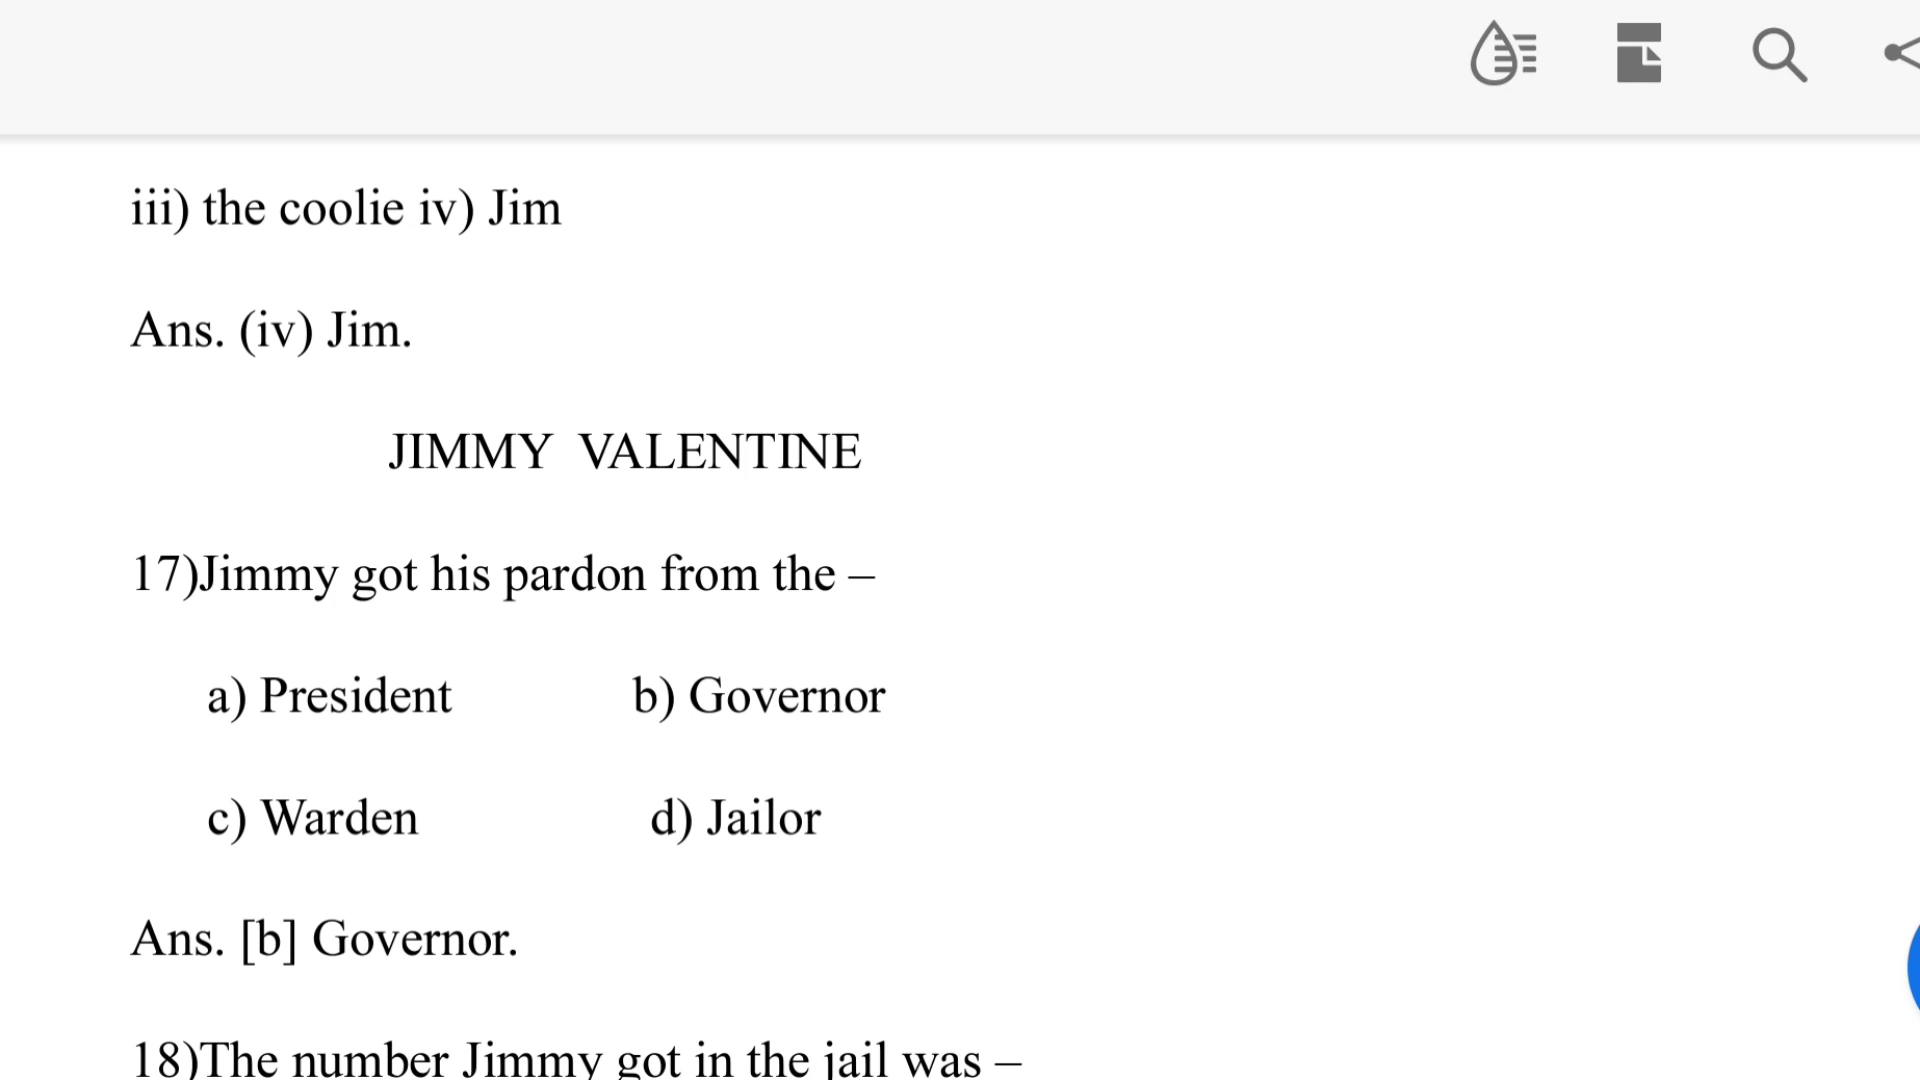 iii) the coolie iv) Jim
Ans. (iv) Jim.
JIMMY VALENTINE
17)Jimmy got his pardon from the –
a) President b) Governor
c) Warden d) Jailor
Ans. [b] Governor.
18)The number Jimmy got in the jail was –